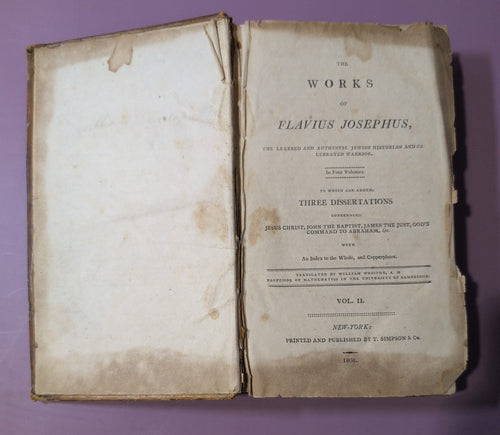 THE
WORKS
OF
FLAVIUS JOSEPHUS,
THE LEARED AND AUTHENTIC JEWISH HISTORIAN AND CE
LEBRATED WARRIOR.
In Four Volumes.
TO WHICH ARE ADDED,
THREE DISSERTATIONS
CONCERNING
JESUS CHRIST, JOHN THE BAPTIST, JAMES THE JUST, GOD'S
COMMAND TO ABRAHAM, &c.
WITH
An Index to the Whole, and Copperplates.
TRANSLATED BY WILLIAM WHISTON, A. M.
PROFESSOR OF MATHEMATICS IN THE UNIVERSITY OF CAMBRIDGE.
VOL. II.
NEW-YORK:
PRINTED AND PUBLISHED BY T. SIMPSON & Co.